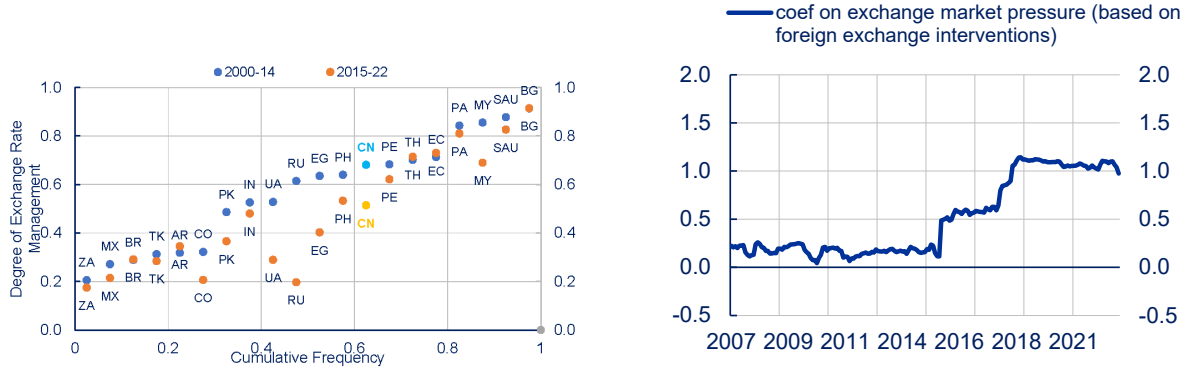 2000-14
2015-22
Degree of Exchange Rate
Management
1.0
0.8
0.6
0.4
0.2
0.0
1.0
0.8
0.6
0.4
0.2
0.0
ZA
ZA
MX
MX
BR
BR
TK
TK
AR
AR
CO
CO
PK
PK
IN
IN
UA
UA
RU
RU
EG
EG
PH
PH
CN
CN
PE
PE
TH
TH
EC
EC
PA
PA
MY
MY
SAU
SAU
BG
BG
0
0.2
0.4
0.6
0.8
1
Cumulative Frequency
coef on exchange market pressure (based on
foreign exchange interventions)
2.0
1.5
1.0
0.5
0.0
-0.5
2.0
1.5
1.0
0.5
0.0
-0.5
2007 2009 2011 2014 2016 2018 2021